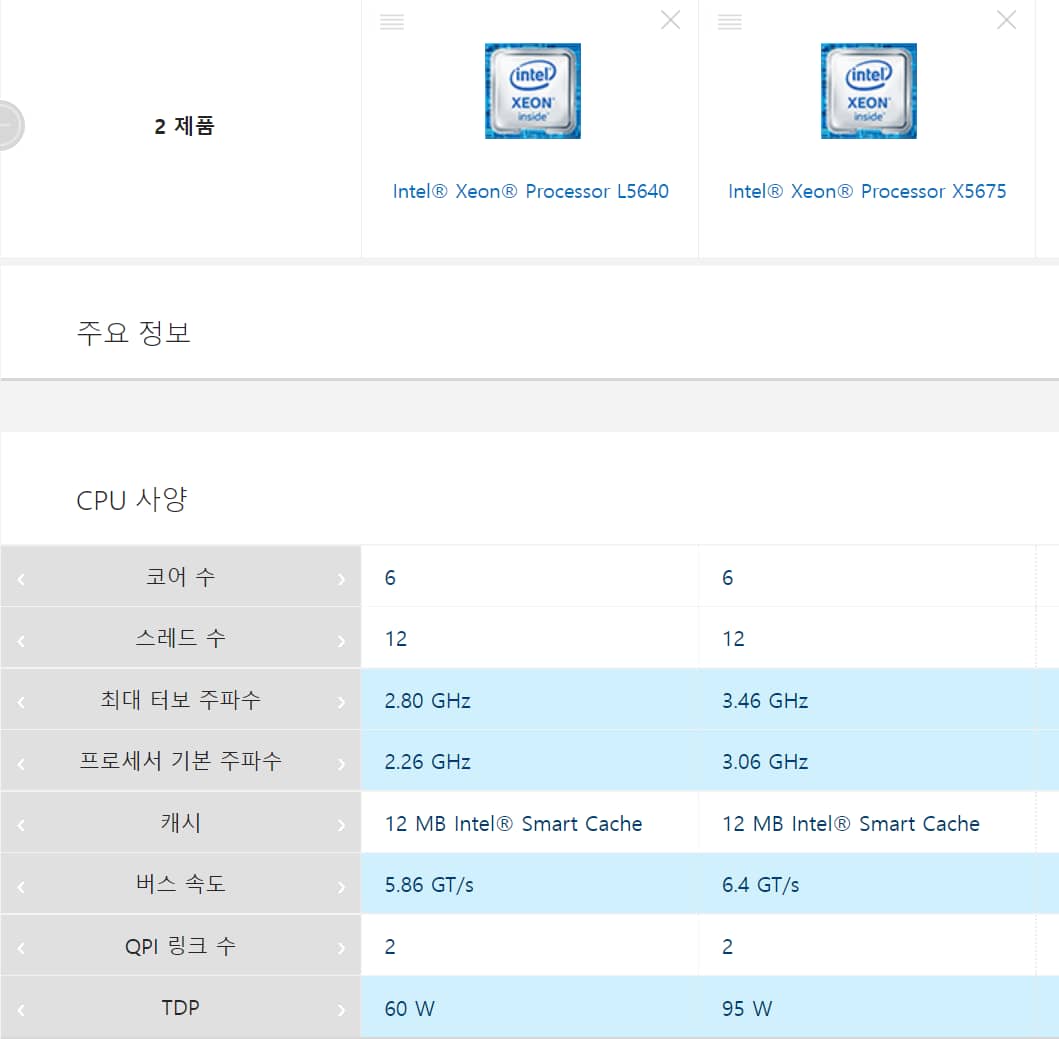 2 제품
intel®
XEON®
inside®
Intel® Xeon® Processor L5640
intel®
XEON®
inside®
Intel® Xeon® Processor X5675
주요 정보
CPU 사양
코어 수 6 6
스레드 수 12 12
최대 터보 주파수 2.80 GHz 3.46 GHz
프로세서 기본 주파수 2.26 GHz 3.06 GHz
캐시 12 MB Intel® Smart Cache 12 MB Intel® Smart Cache
버스 속도 5.86 GT/s 6.4 GT/s
QPI 링크 수 2 2
TDP 60 W 95 W